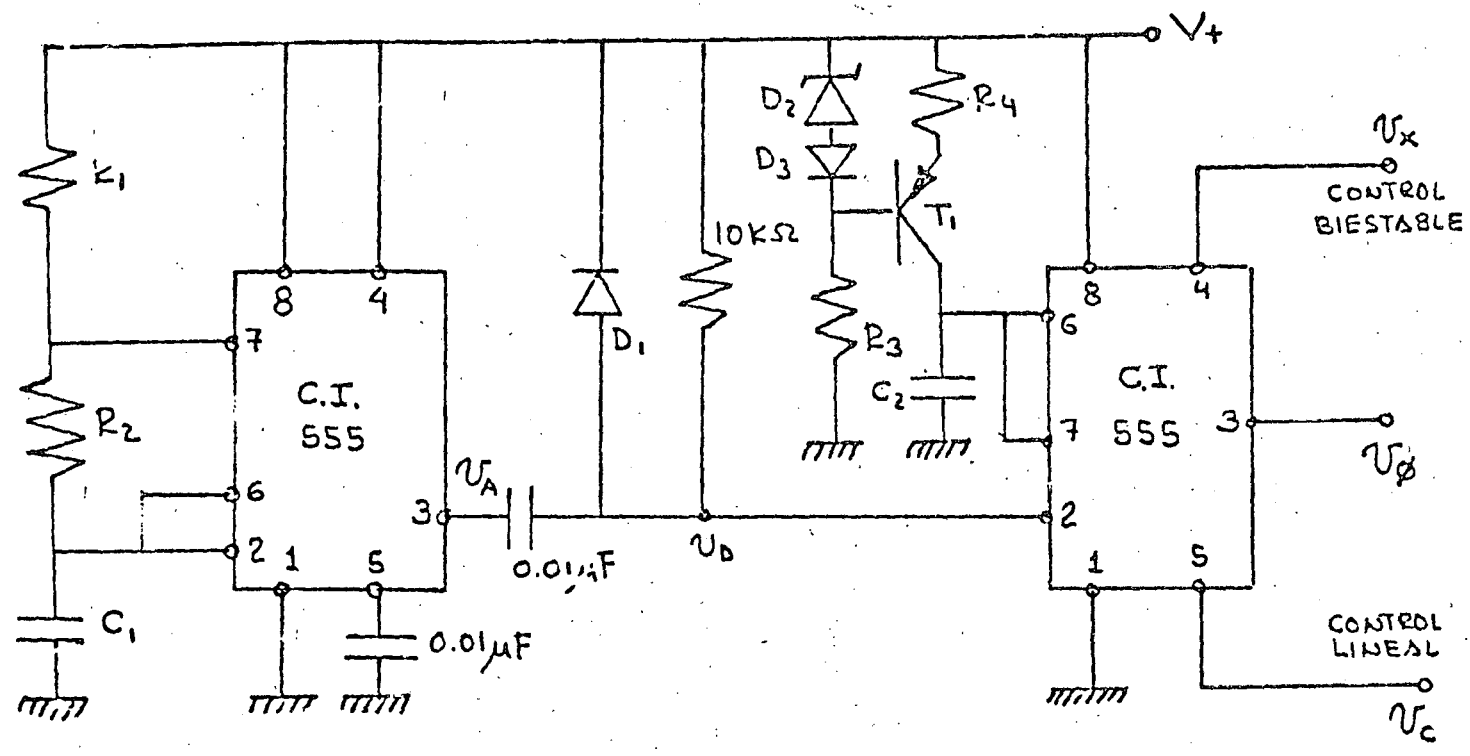 V+
D2
R4
D3
T1
R1
10KΩ
Vx
CONTROL
BIESTABLE
8
4
7
C.I.
555
6
2
3
1
5
R2
VA
0.01μF
D1
VD
R3
C2
8
4
6
7
C.I.
555
3
2
1
5
Vø
C1
0.01μF
CONTROL
LINEAL
Vc